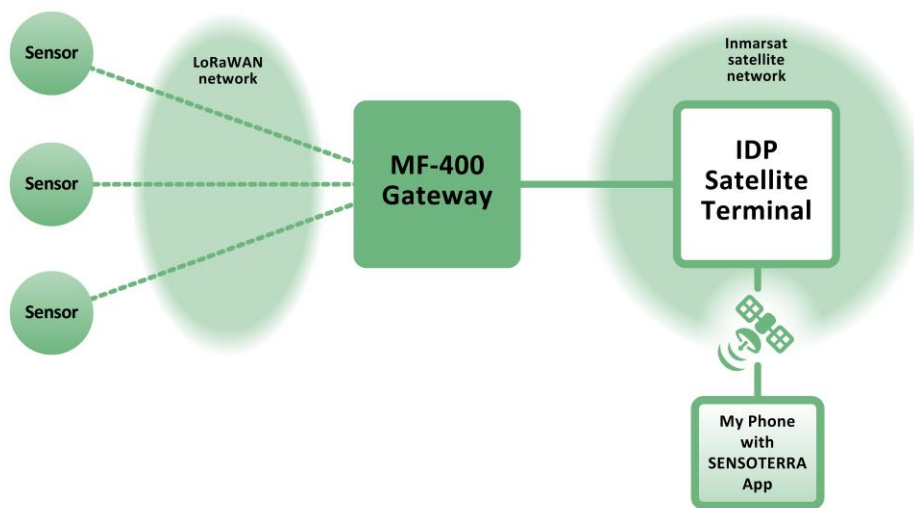 Sensor
LoRaWAN
network
Sensor
Sensor
MF-400
Gateway
Inmarsat
satellite
network
IDP
Satellite
Terminal
My Phone
with
SENSOTERRA
App